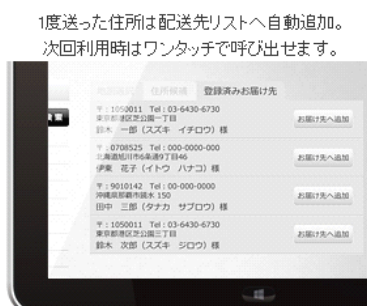 1度送った住所は配送先リストへ自動追加。
次回利用時はワンタッチで呼び出せます。
住所候補 登録済みお届け先
〒：1050011 Tel：03-6430-6730
東京都港区芝公園一丁目
鈴木 一郎（スズキ イチロウ）様
お届け先へ追加
〒：0708525 Tel：000-000-000
北海道旭川市6条通9丁目46
伊東 花子（イトウ ハナコ）様
お届け先へ追加
〒：9010142 Tel：00-000-0000
沖縄県那覇市鏡水 150
田中 三郎（タナカ サブロウ）様
お届け先へ追加
〒：1050011 Tel：03-6430-6730
東京都港区芝公園三丁目
鈴木 次郎（スズキ ジロウ）様
お届け先へ追加